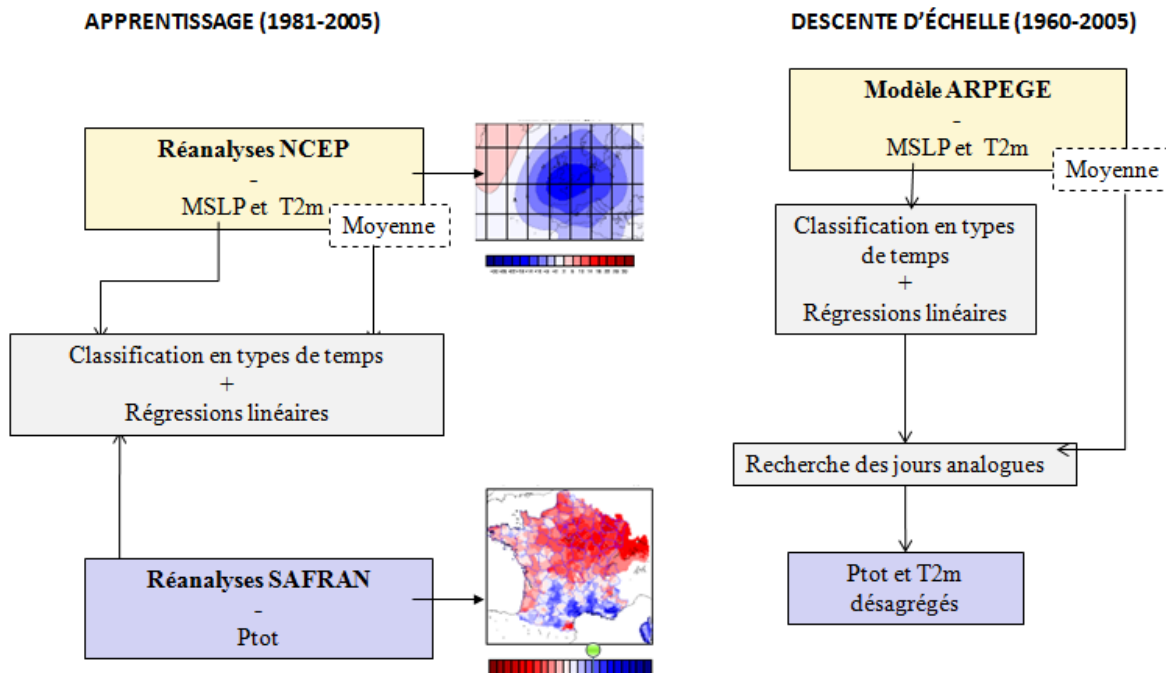 APPRENTISSAGE (1981-2005)
Réanalyses NCEP
-
MSLP et T2m
Moyenne
Classification en types de temps
+
Régressions linéaires
Réanalyses SAFRAN
-
Ptot
DESCENTE D'ÉCHELLE (1960-2005)
Modèle ARPEGE
-
MSLP et T2m
Moyenne
Classification en types
de temps
+
Régressions linéaires
Recherche des jours analogues
Ptot et T2m
désagrégés